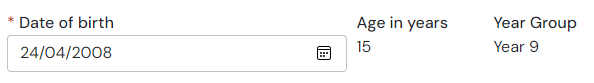 * Date of birth
24/04/2008
Age in years
15
Year Group
Year 9